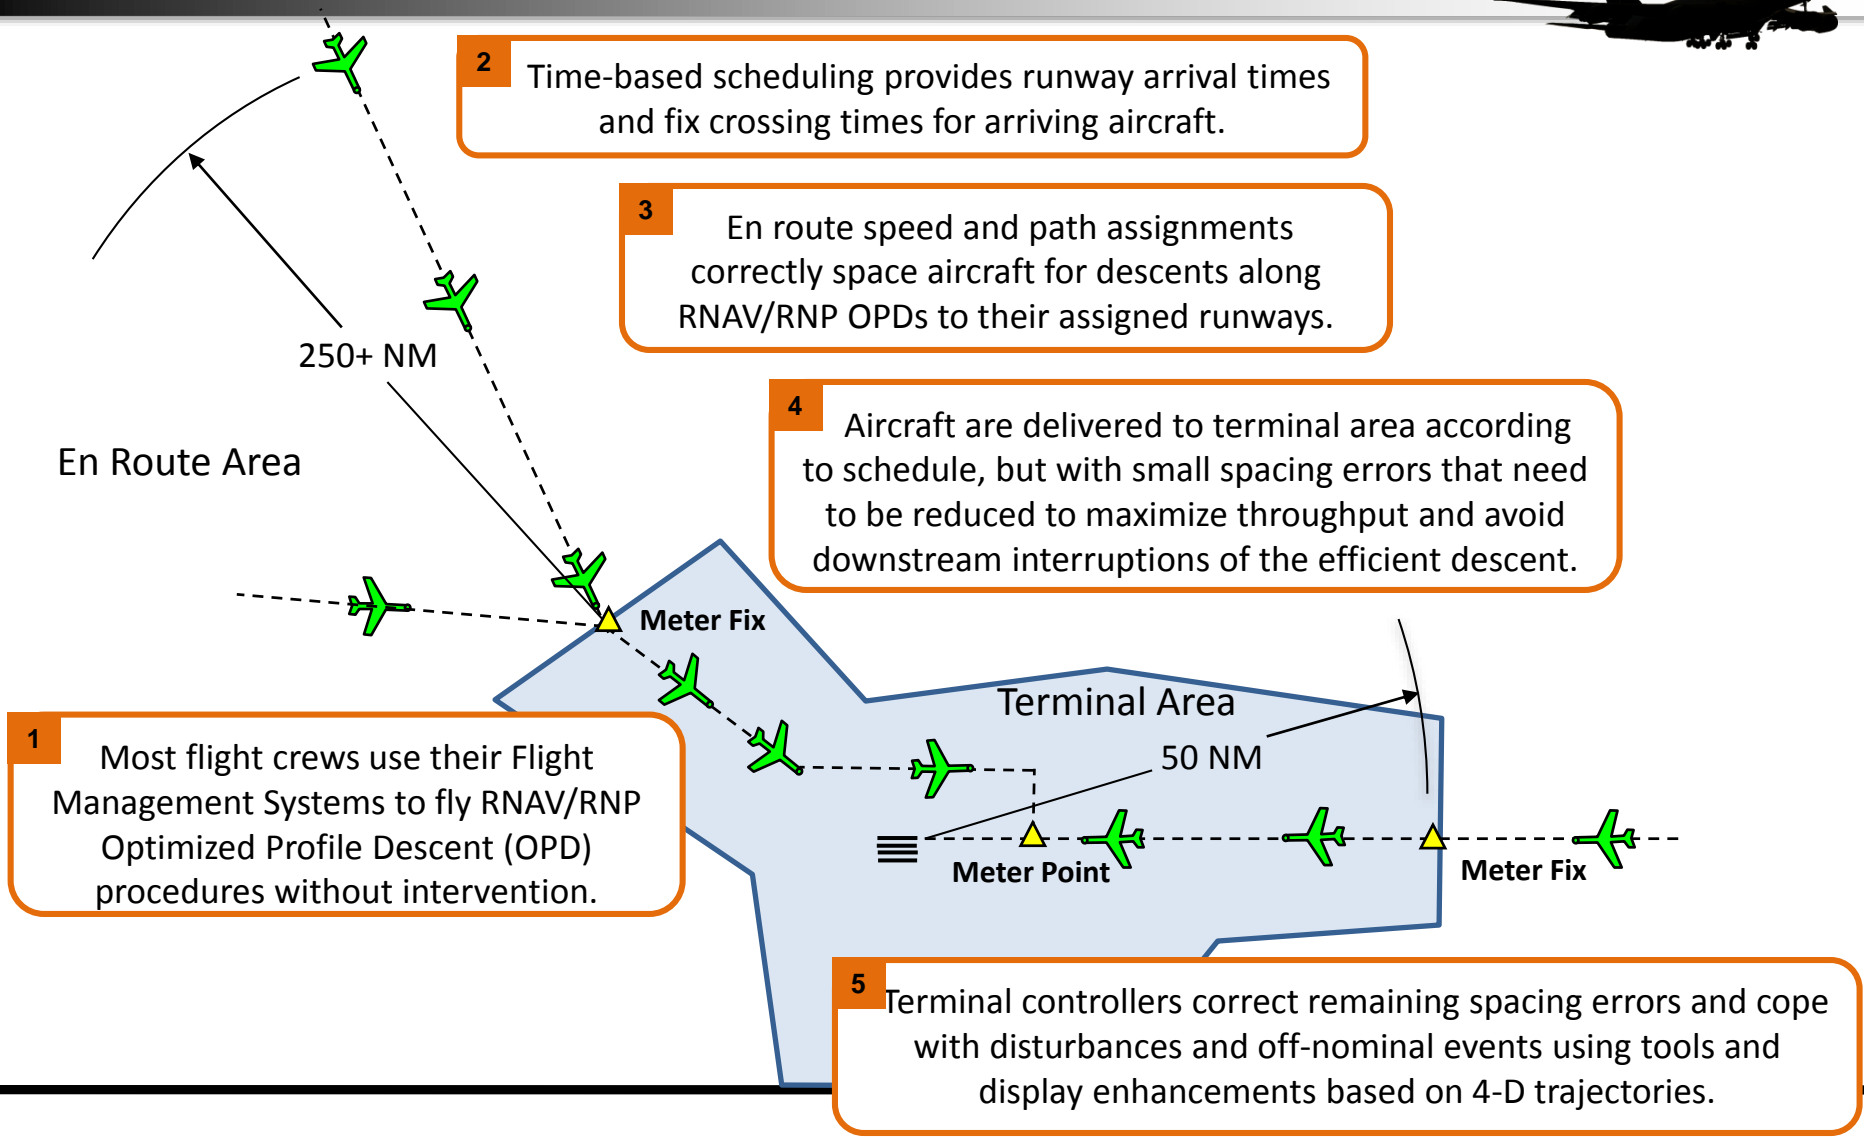 2
Time-based scheduling provides runway arrival times
and fix crossing times for arriving aircraft.
3
En route speed and path assignments
correctly space aircraft for descents along
RNAV/RNP OPDs to their assigned runways.
250+ NM
4
Aircraft are delivered to terminal area according
to schedule, but with small spacing errors that need
to be reduced to maximize throughput and avoid
downstream interruptions of the efficient descent.
En Route Area
Meter Fix
Terminal Area
50 NM
1
Most flight crews use their Flight
Management Systems to fly RNAV/RNP
Optimized Profile Descent (OPD)
procedures without intervention.
Meter Point
Meter Fix
5
Terminal controllers correct remaining spacing errors and cope
with disturbances and off-nominal events using tools and
display enhancements based on 4-D trajectories.